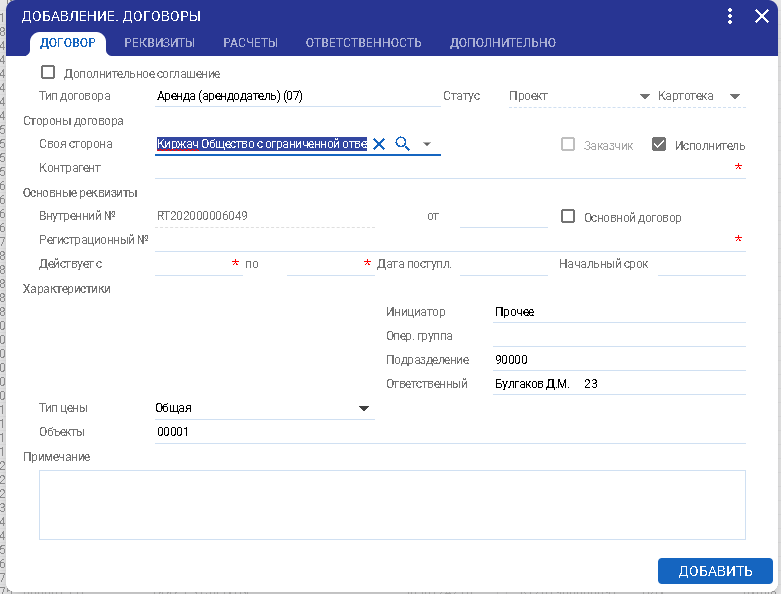 ДОБАВЛЕНИЕ. ДОГОВОРЫ
ДОГОВОР РЕКВИЗИТЫ РАСЧЕТЫ ОТВЕТСТВЕННОСТЬ ДОПОЛНИТЕЛЬНО
Дополнительное соглашение
Тип договора Аренда (арендодатель) (07) Статус Проект Картотека
Стороны договора
Своя сторона Киржач Общество с ограниченной отве Заказчик Исполнитель
Контрагент *
Основные реквизиты
Внутренний № RT202000006049 от Основной договор
Регистрационный № *
Действует с * по * Дата поступл. Начальный срок
Характеристики
Инициатор Прочее
Опер. группа
Подразделение 90000
Ответственный Булгаков Д.М. 23
Тип цены Общая
Объекты 00001
Примечание
ДОБАВИТЬ